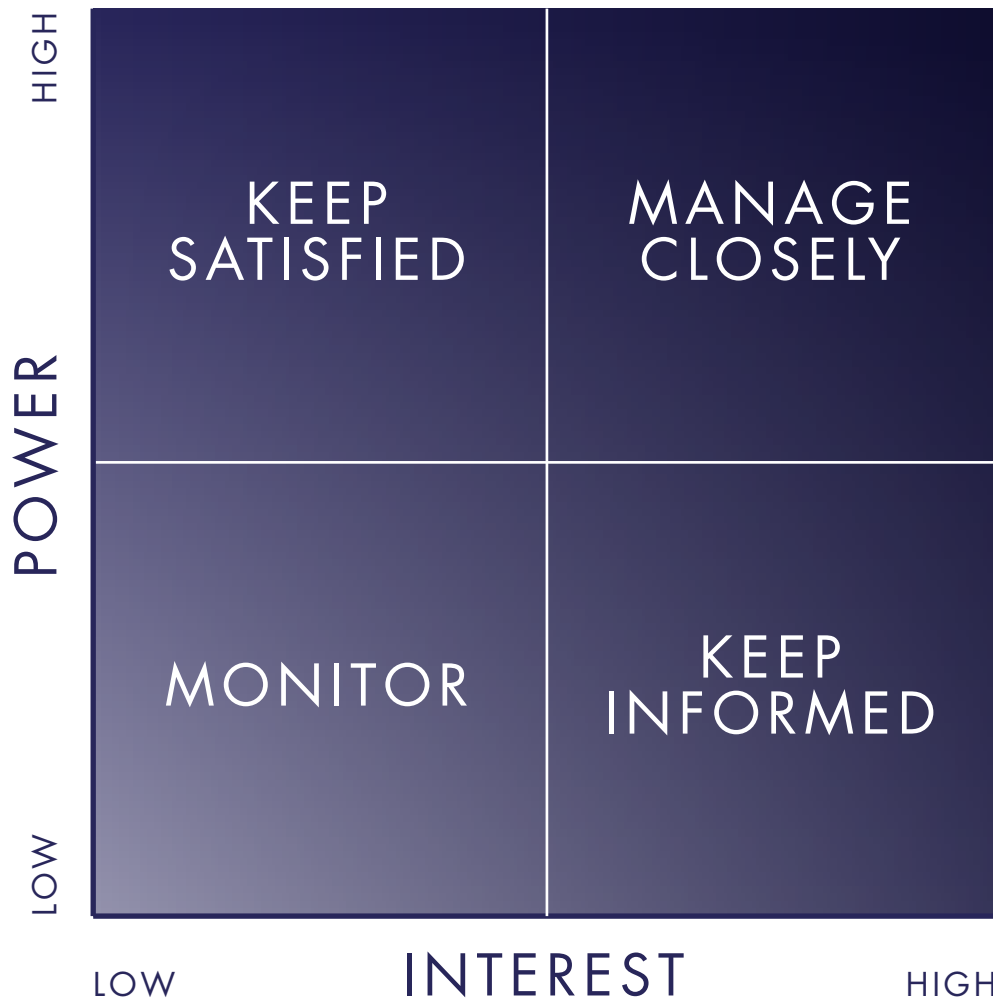 HIGH
KEEP
SATISFIED
MANAGE
CLOSELY
POWER
MONITOR
KEEP
INFORMED
LOW
LOW
INTEREST
HIGH